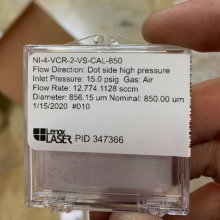 NI-4-VCR-2-VS-CAL-850
Flow Direction: Dot side high pressure
Inlet Pressure: 15.0 psig Gas: Air
Flow Rate: 12,774.1128 sccm
Diameter: 856.15 um Nominal: 850.00 um
1/15/2020 #010
Lenox
LASER PID 347366